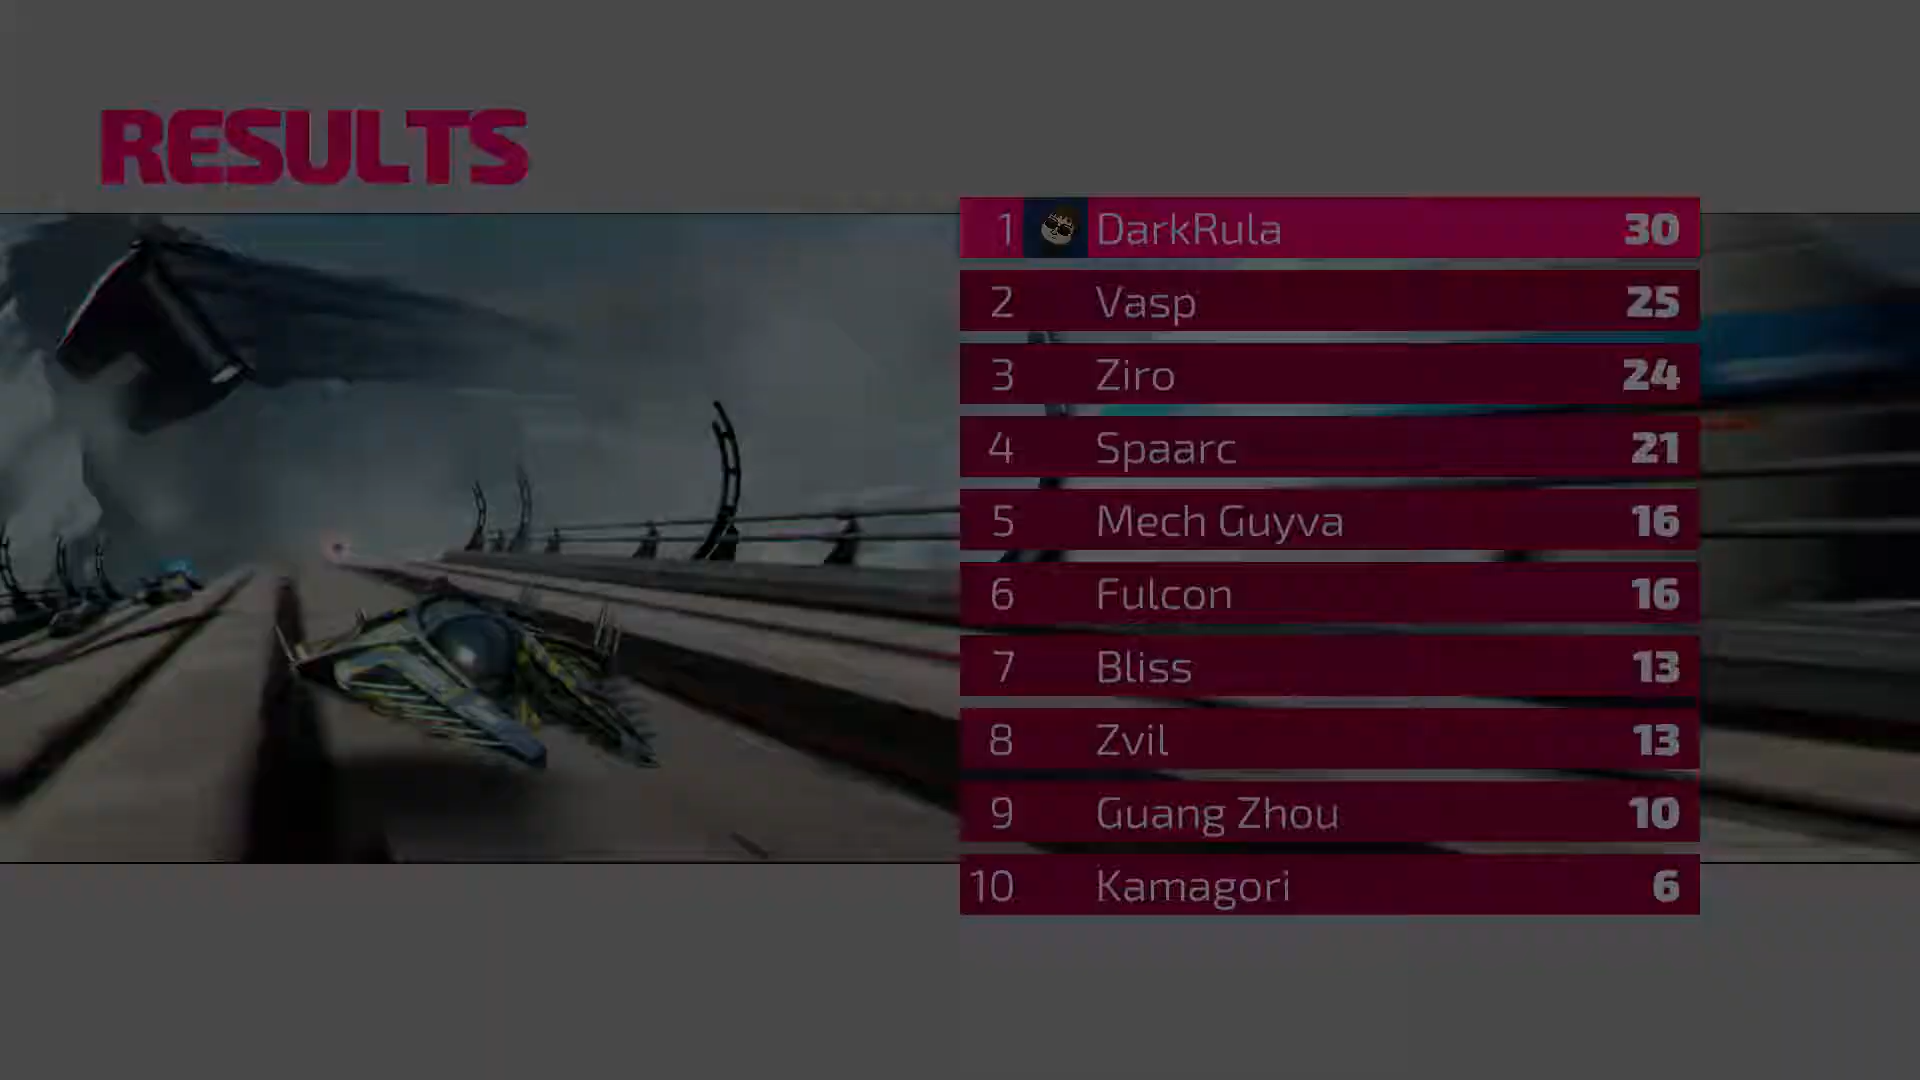 RESULTS
1 DarkRula 30
2 Vasp 25
3 Ziro 24
4 Spaarc 21
5 Mech Guyva 16
6 Fulcon 16
7 Bliss 13
8 Zvil 13
9 Guang Zhou 10
10 Kamagori 6